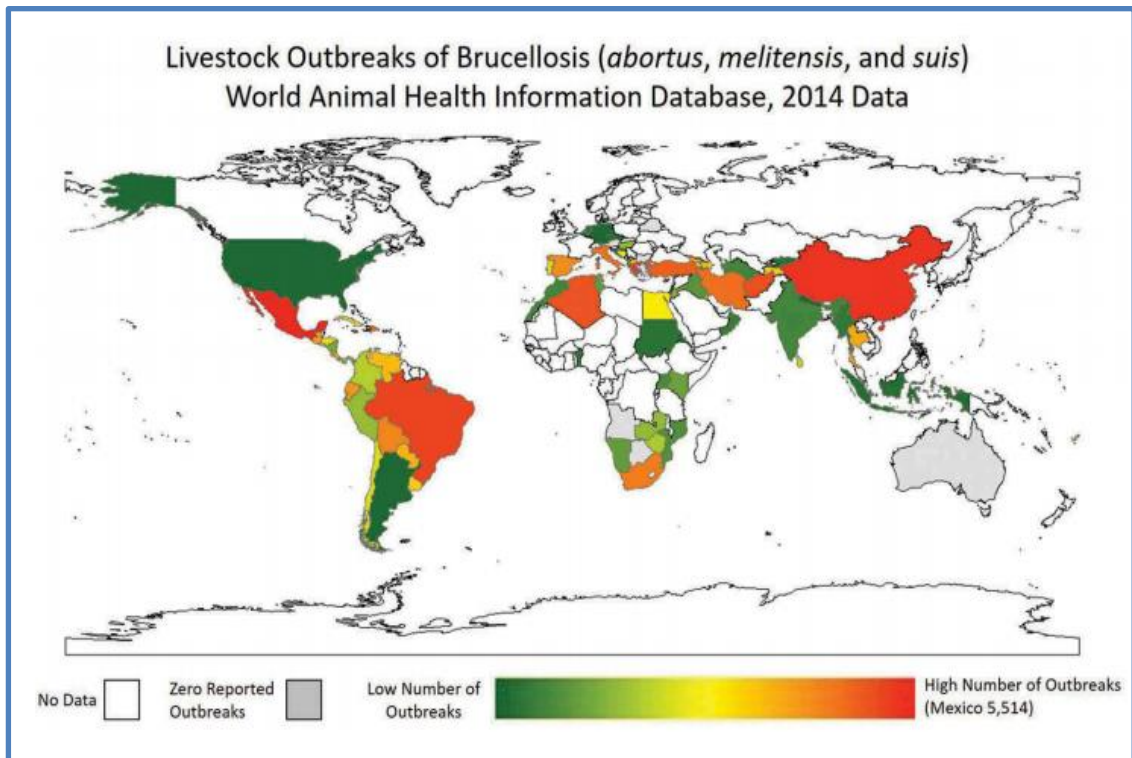 Livestock Outbreaks of Brucellosis (abortus, melitensis, and suis)
World Animal Health Information Database, 2014 Data
No Data
Zero Reported
Outbreaks
Low Number of
Outbreaks
High Number of Outbreaks
(Mexico 5,514)